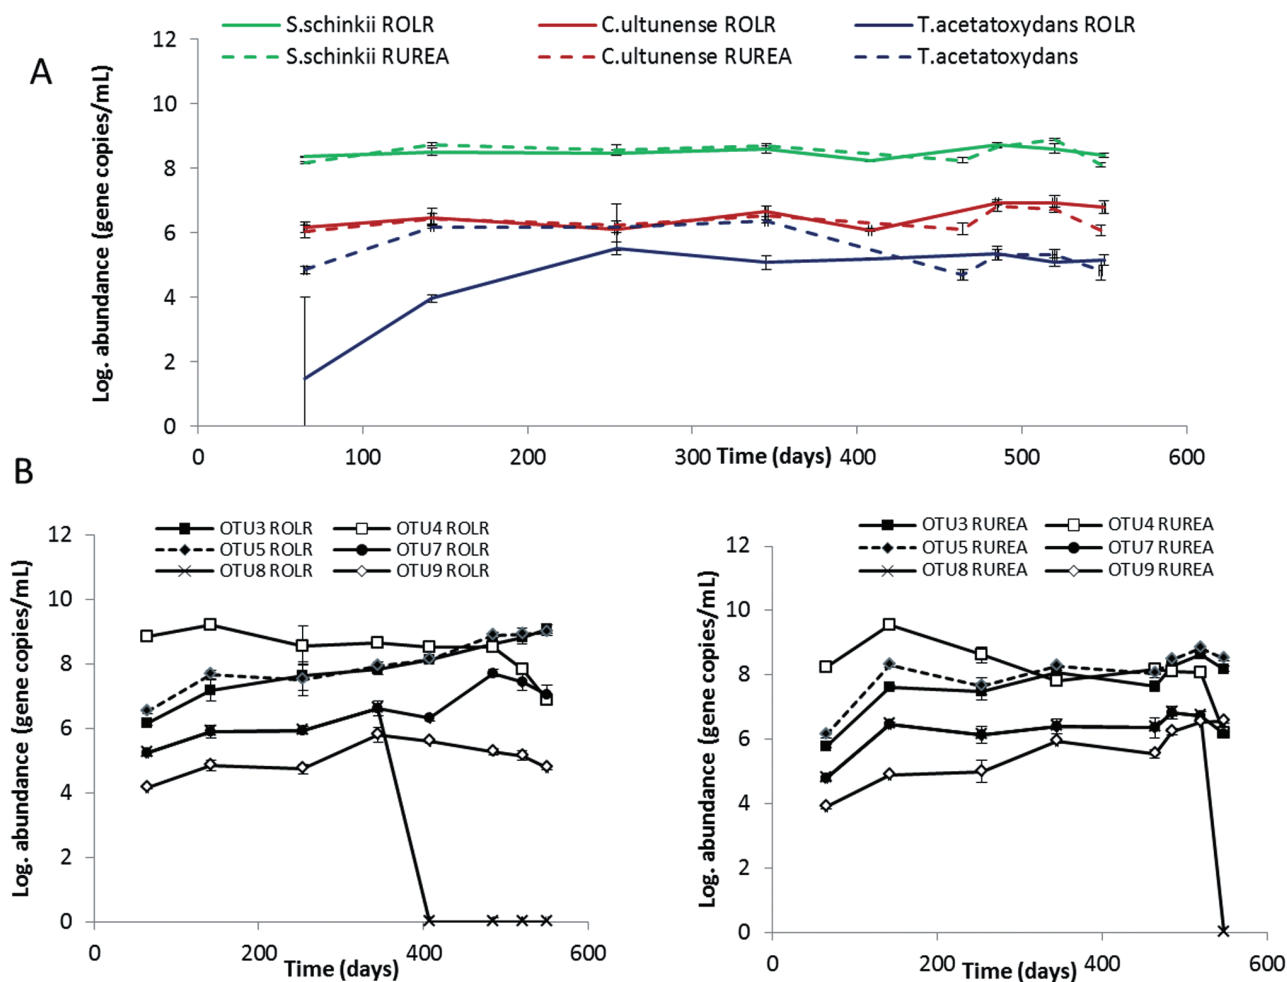 S.schinkii ROLR C.ultunense ROLR T.acetatoxydans ROLR
S.schinkii RUREA C.ultunense RUREA T.acetatoxydans
A
Log. abundance (gene copies/mL)
12
10
8
6
4
2
0
0 100 200 300 400 500 600
Time (days)
B
OTU3 ROLR OTU4 ROLR
OTU5 ROLR OTU7 ROLR
OTU8 ROLR OTU9 ROLR
Log. abundance (gene copies/mL)
12
10
8
6
4
2
0
0 200 400 600
Time (days)
OTU3 RUREA OTU4 RUREA
OTU5 RUREA OTU7 RUREA
OTU8 RUREA OTU9 RUREA
Log. abundance (gene copies/mL)
12
10
8
6
4
2
0
0 200 400 600
Time (days)